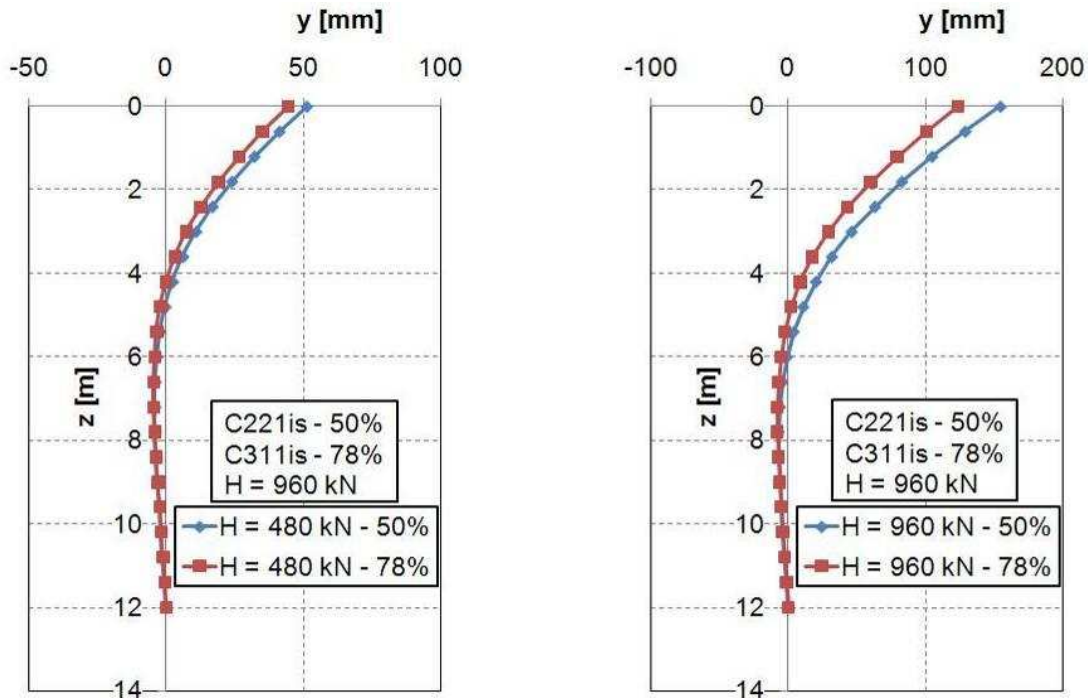 y [mm]
-50 0 50 100
0
2
4
6
8
10
12
14
z [m]
C221is - 50%
C311is - 78%
H = 960 kN
H = 480 kN - 50%
H = 480 kN - 78%
y [mm]
-100 0 100 200
0
2
4
6
8
10
12
14
z [m]
C221is - 50%
C311is - 78%
H = 960 kN
H = 960 kN - 50%
H = 960 kN - 78%